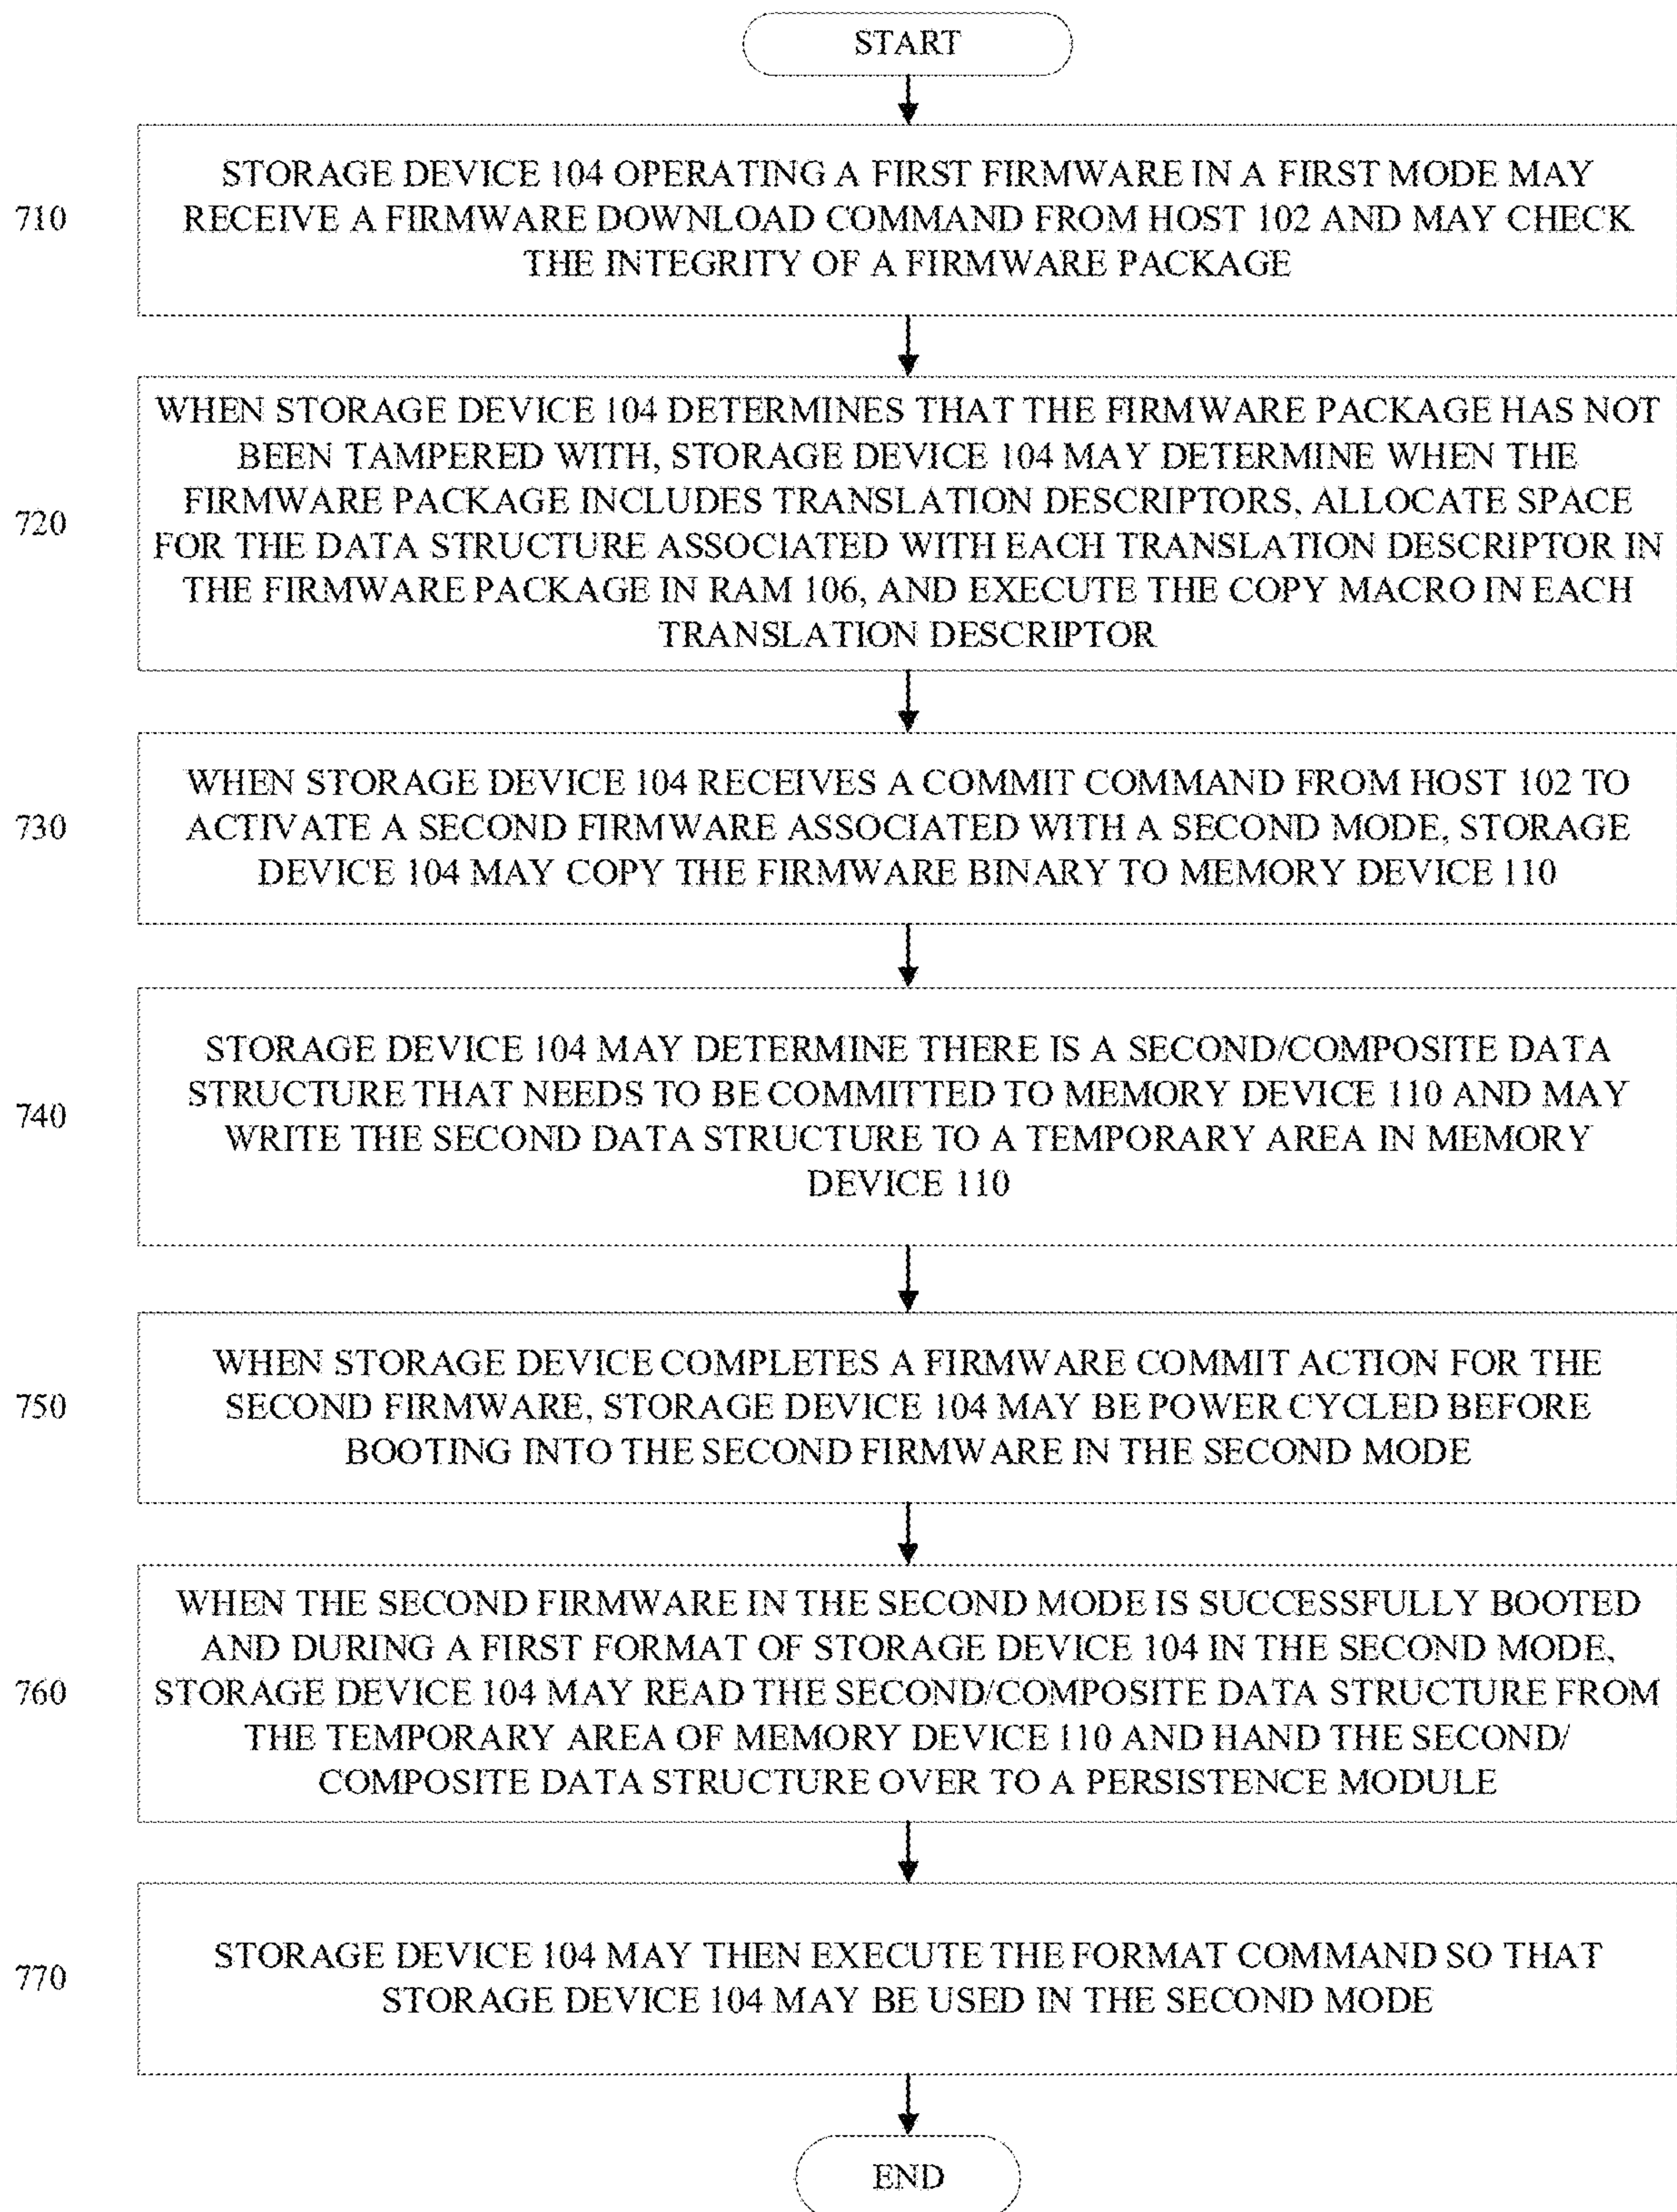 START
710
STORAGE DEVICE 104 OPERATING A FIRST FIRMWARE IN A FIRST MODE MAY
RECEIVE A FIRMWARE DOWNLOAD COMMAND FROM HOST 102 AND MAY CHECK
THE INTEGRITY OF A FIRMWARE PACKAGE
720
WHEN STORAGE DEVICE 104 DETERMINES THAT THE FIRMWARE PACKAGE HAS NOT
BEEN TAMPERED WITH, STORAGE DEVICE 104 MAY DETERMINE WHEN THE
FIRMWARE PACKAGE INCLUDES TRANSLATION DESCRIPTORS, ALLOCATE SPACE
FOR THE DATA STRUCTURE ASSOCIATED WITH EACH TRANSLATION DESCRIPTOR IN
THE FIRMWARE PACKAGE IN RAM 106, AND EXECUTE THE COPY MACRO IN EACH
TRANSLATION DESCRIPTOR
730
WHEN STORAGE DEVICE 104 RECEIVES A COMMIT COMMAND FROM HOST 102 TO
ACTIVATE A SECOND FIRMWARE ASSOCIATED WITH A SECOND MODE, STORAGE
DEVICE 104 MAY COPY THE FIRMWARE BINARY TO MEMORY DEVICE 110
740
STORAGE DEVICE 104 MAY DETERMINE THERE IS A SECOND/COMPOSITE DATA
STRUCTURE THAT NEEDS TO BE COMMITTED TO MEMORY DEVICE 110 AND MAY
WRITE THE SECOND DATA STRUCTURE TO A TEMPORARY AREA IN MEMORY
DEVICE 110
750
WHEN STORAGE DEVICE COMPLETES A FIRMWARE COMMIT ACTION FOR THE
SECOND FIRMWARE, STORAGE DEVICE 104 MAY BE POWER CYCLED BEFORE
BOOTING INTO THE SECOND FIRMWARE IN THE SECOND MODE
760
WHEN THE SECOND FIRMWARE IN THE SECOND MODE IS SUCCESSFULLY BOOTED
AND DURING A FIRST FORMAT OF STORAGE DEVICE 104 IN THE SECOND MODE,
STORAGE DEVICE 104 MAY READ THE SECOND/COMPOSITE DATA STRUCTURE FROM
THE TEMPORARY AREA OF MEMORY DEVICE 110 AND HAND THE SECOND/
COMPOSITE DATA STRUCTURE OVER TO A PERSISTENCE MODULE
770
STORAGE DEVICE 104 MAY THEN EXECUTE THE FORMAT COMMAND SO THAT
STORAGE DEVICE 104 MAY BE USED IN THE SECOND MODE
END